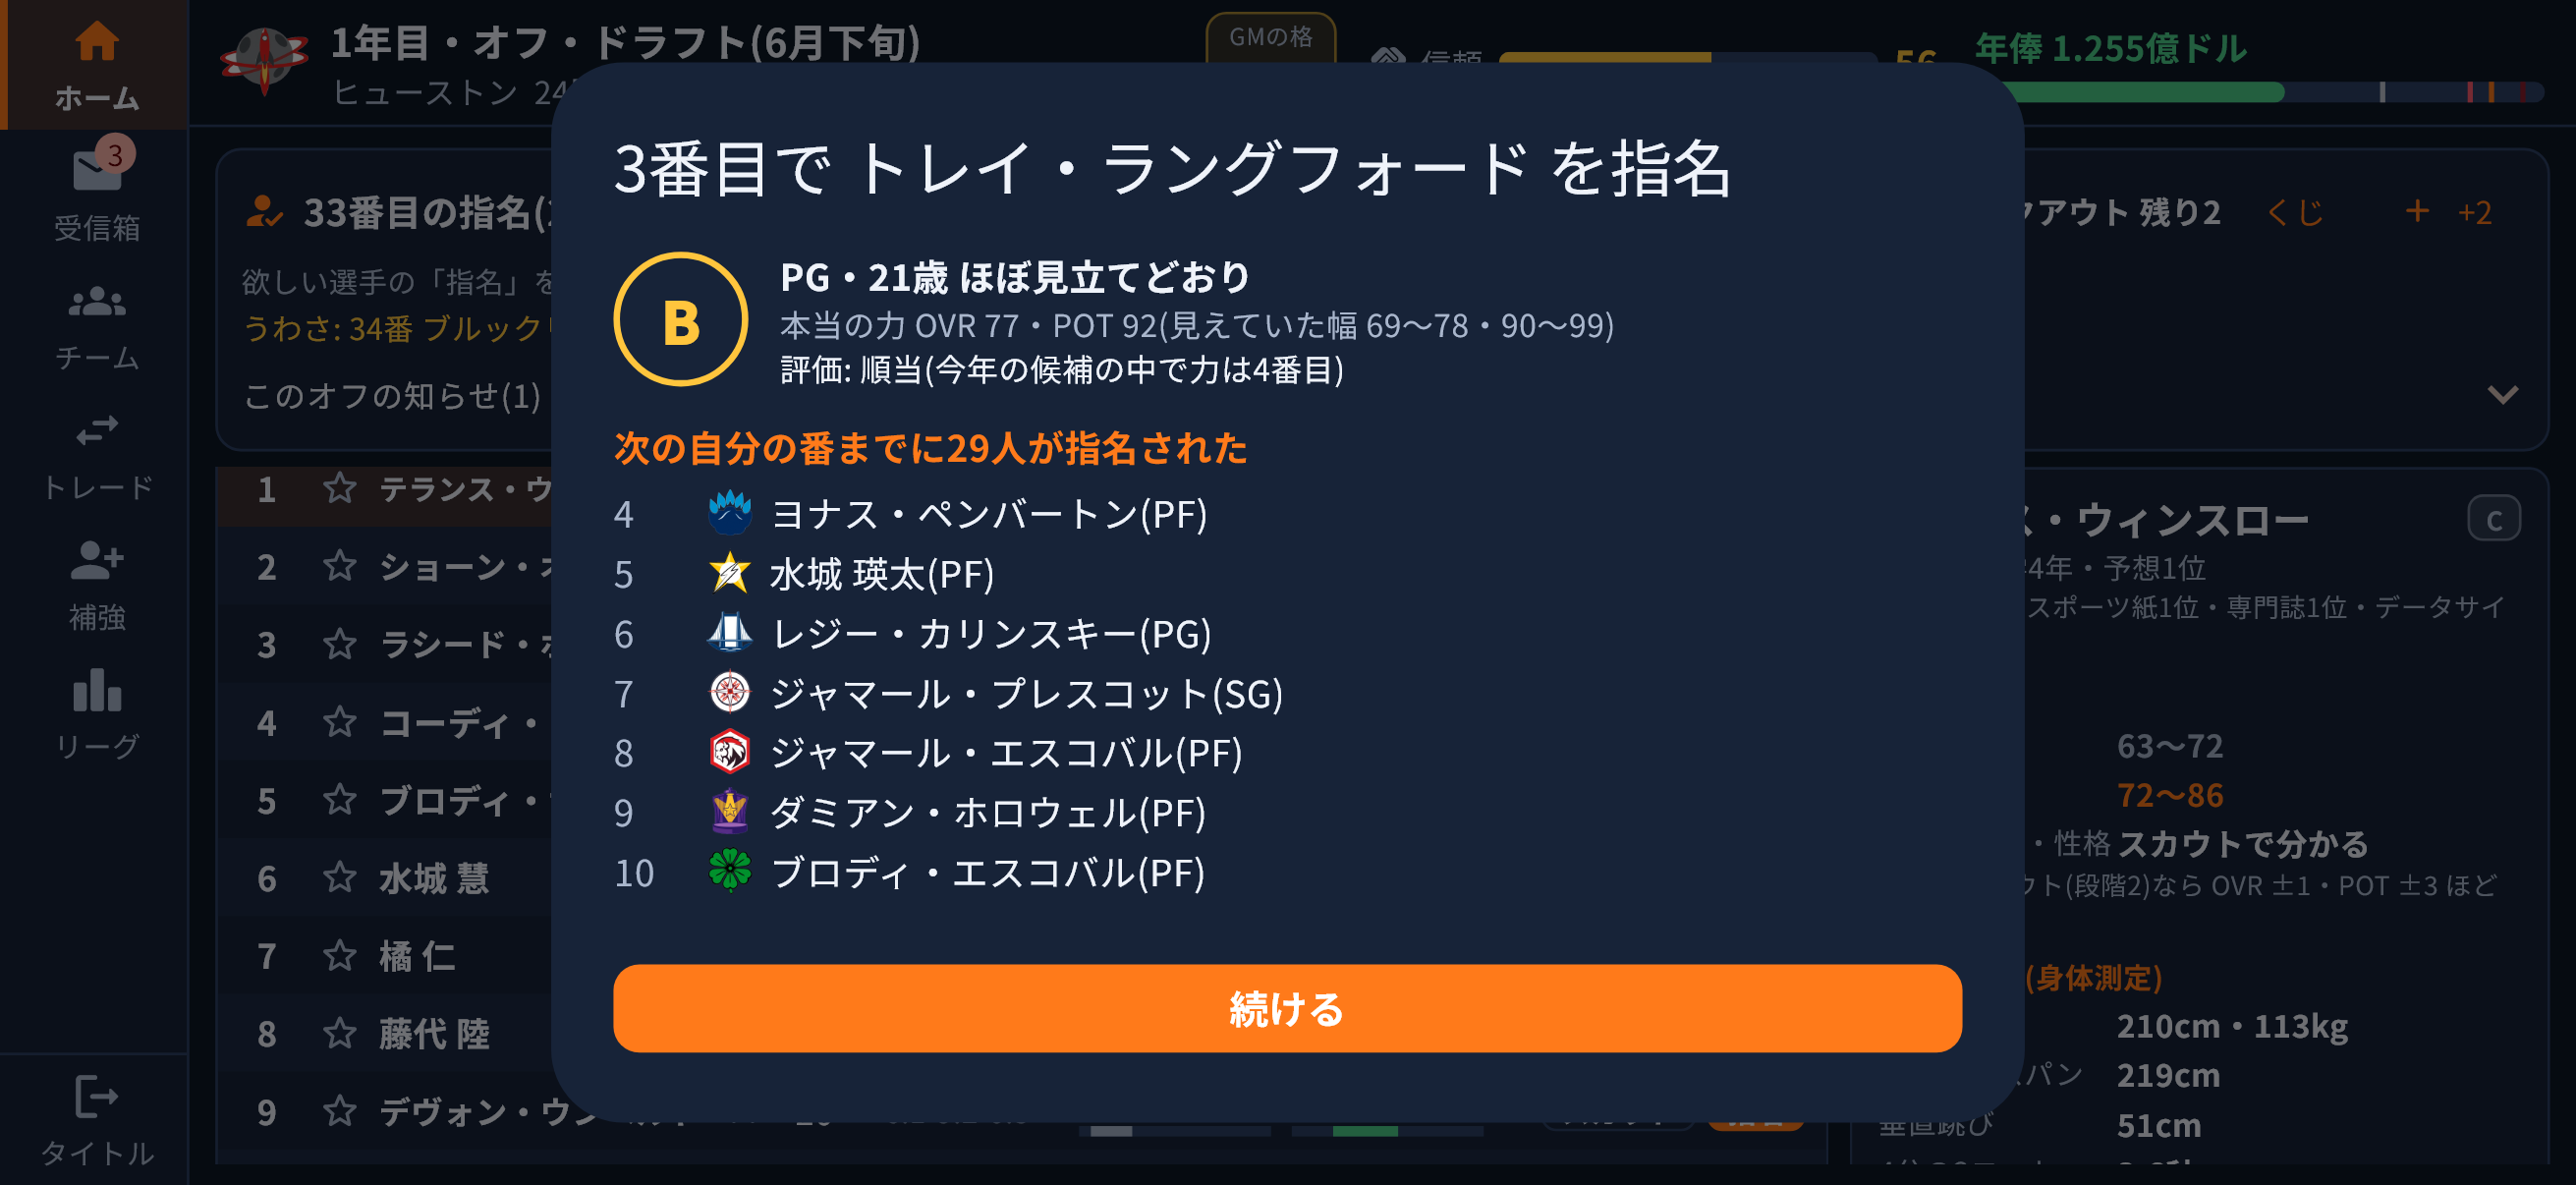 ホーム
3
受信箱
チーム
トレード
補強
リーグ
タイトル
1年目・オフ・ドラフト(6月下旬)
ヒューストン 24
GMの格
信頼
56
年俸 1.255億ドル
33番目の指名(
欲しい選手の「指名」を
うわさ: 34番 ブルック
このオフの知らせ(1)
クアウト 残り2 くじ + +2
3番目で トレイ・ラングフォード を指名
B
PG・21歳 ほぼ見立てどおり
本当の力 OVR 77・POT 92(見えていた幅 69～78・90～99)
評価: 順当(今年の候補の中で力は4番目)
次の自分の番までに29人が指名された
4 ヨナス・ペンバートン(PF)
5 水城 瑛太(PF)
6 レジー・カリンスキー(PG)
7 ジャマール・プレスコット(SG)
8 ジャマール・エスコバル(PF)
9 ダミアン・ホロウェル(PF)
10 ブロディ・エスコバル(PF)
続ける
1 テランス・ウ
2 ショーン・
3 ラシード・
4 コーディ・
5 ブロディ・
6 水城 慧
7 橘 仁
8 藤代 陸
9 デヴォン・ウ
ス・ウィンスロー C
4年・予想1位
スポーツ紙1位・専門誌1位・データサイ
63～72
72～86
・性格 スカウトで分かる
ウト(段階2)なら OVR ±1・POT ±3 ほど
(身体測定)
210cm・113kg
スパン 219cm
垂直跳び 51cm